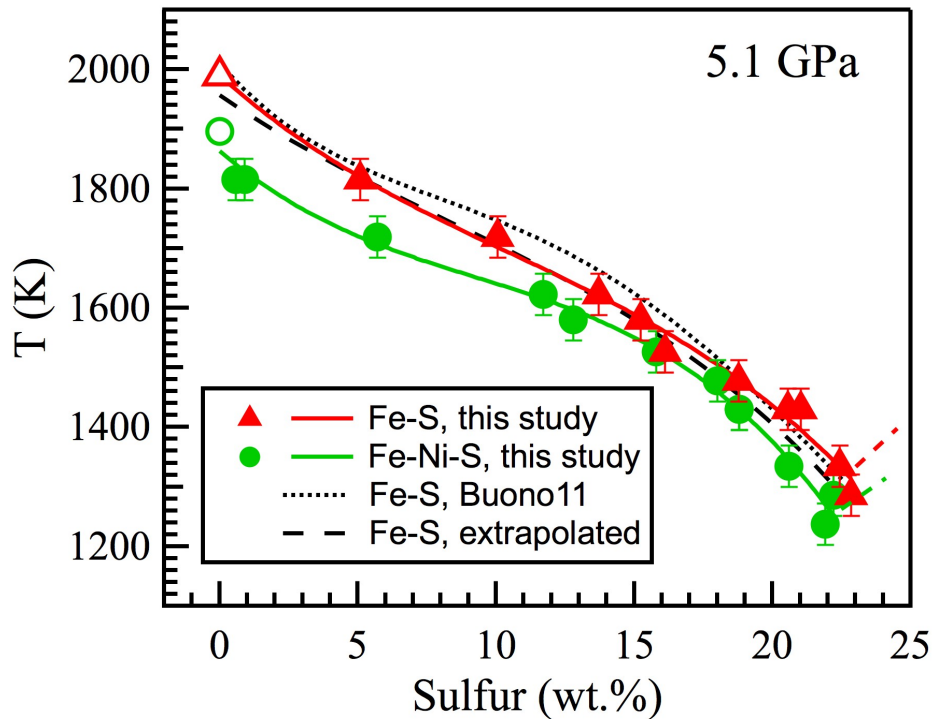 5.1 GPa
2000
1800
1600
1400
1200
T (K)
Fe-S, this study
Fe-Ni-S, this study
Fe-S, Buono11
Fe-S, extrapolated
0 5 10 15 20 25
Sulfur (wt.%)